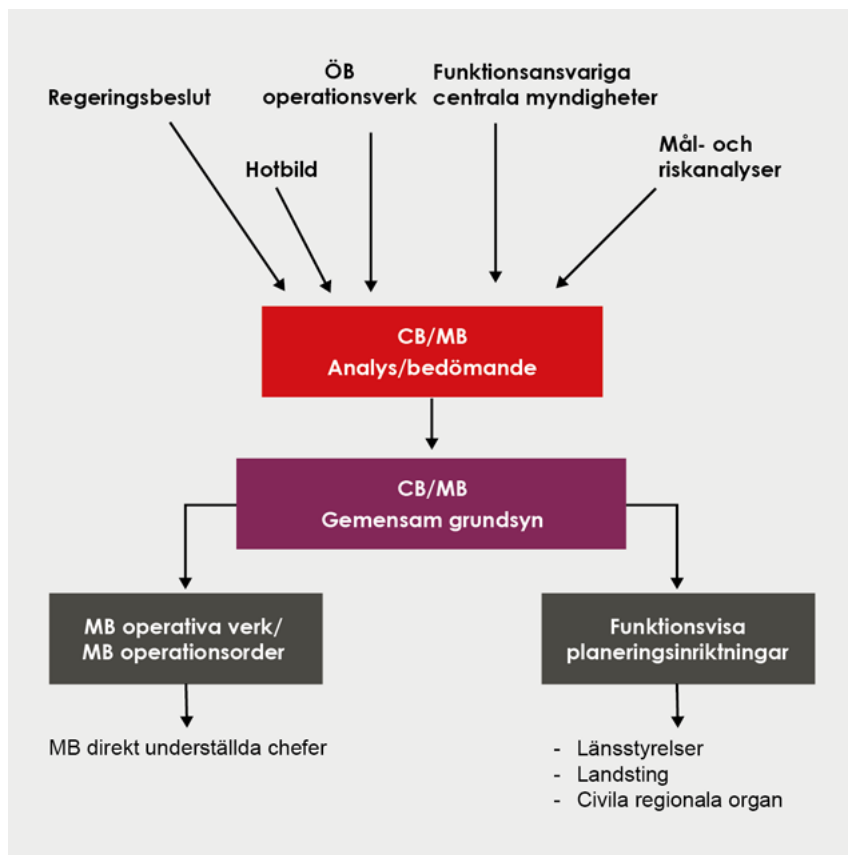 Regeringsbeslut
ÖB
operationsverk
Funktionsansvariga
centrala myndigheter
Hotbild
Mål- och
riskanalyser
CB/MB
Analys/bedömande
CB/MB
Gemensam grundsyn
MB operativa verk/
MB operationsorder
Funktionsvisa
planeringsinriktningar
MB direkt underställda chefer
- Länsstyrelser
- Landsting
- Civila regionala organ